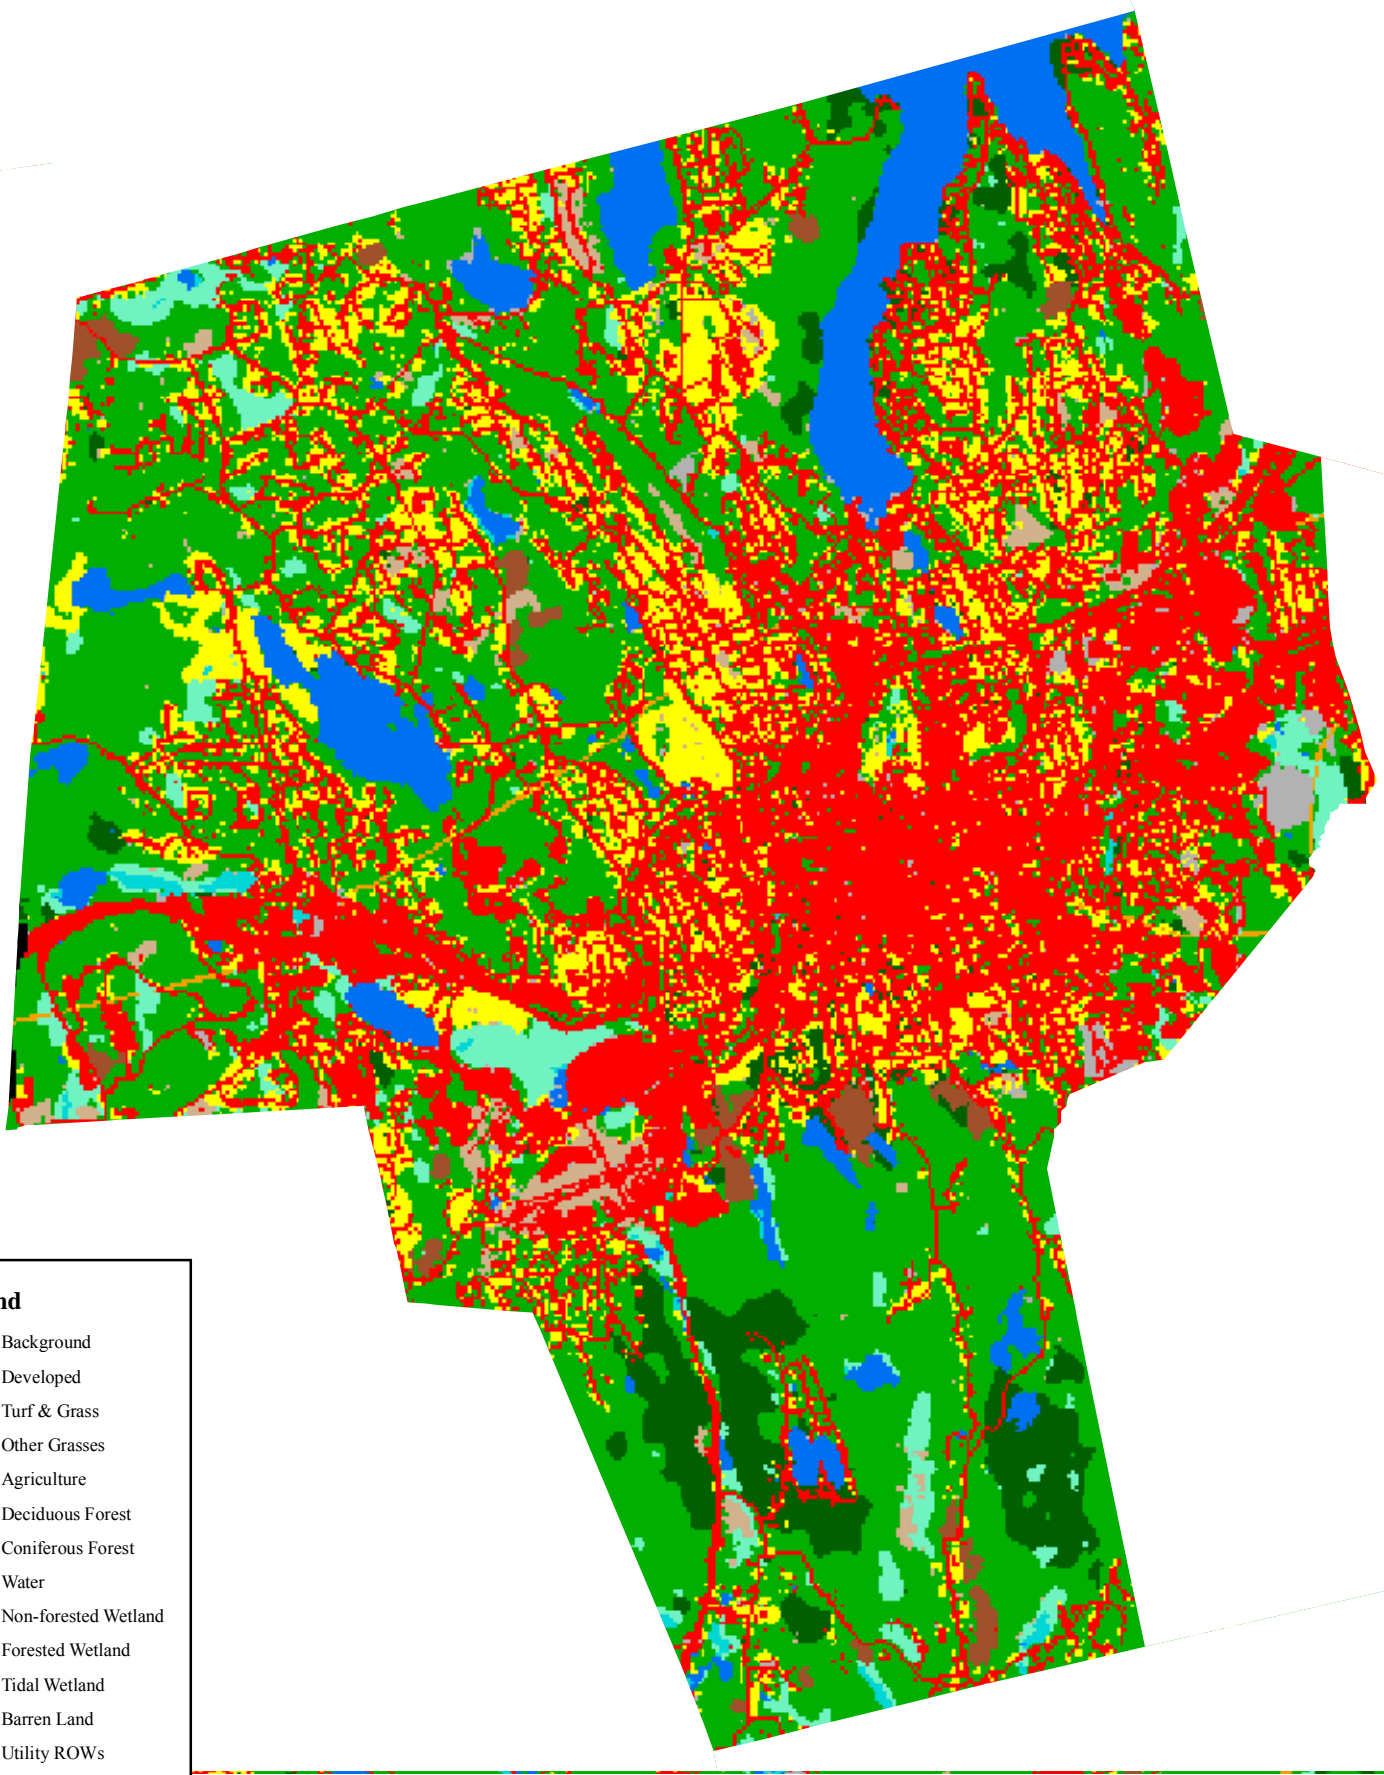 nd
Background
Developed
Turf & Grass
Other Grasses
Agriculture
Deciduous Forest
Coniferous Forest
Water
Non-forested Wetland
Forested Wetland
Tidal Wetland
Barren Land
Utility ROWs